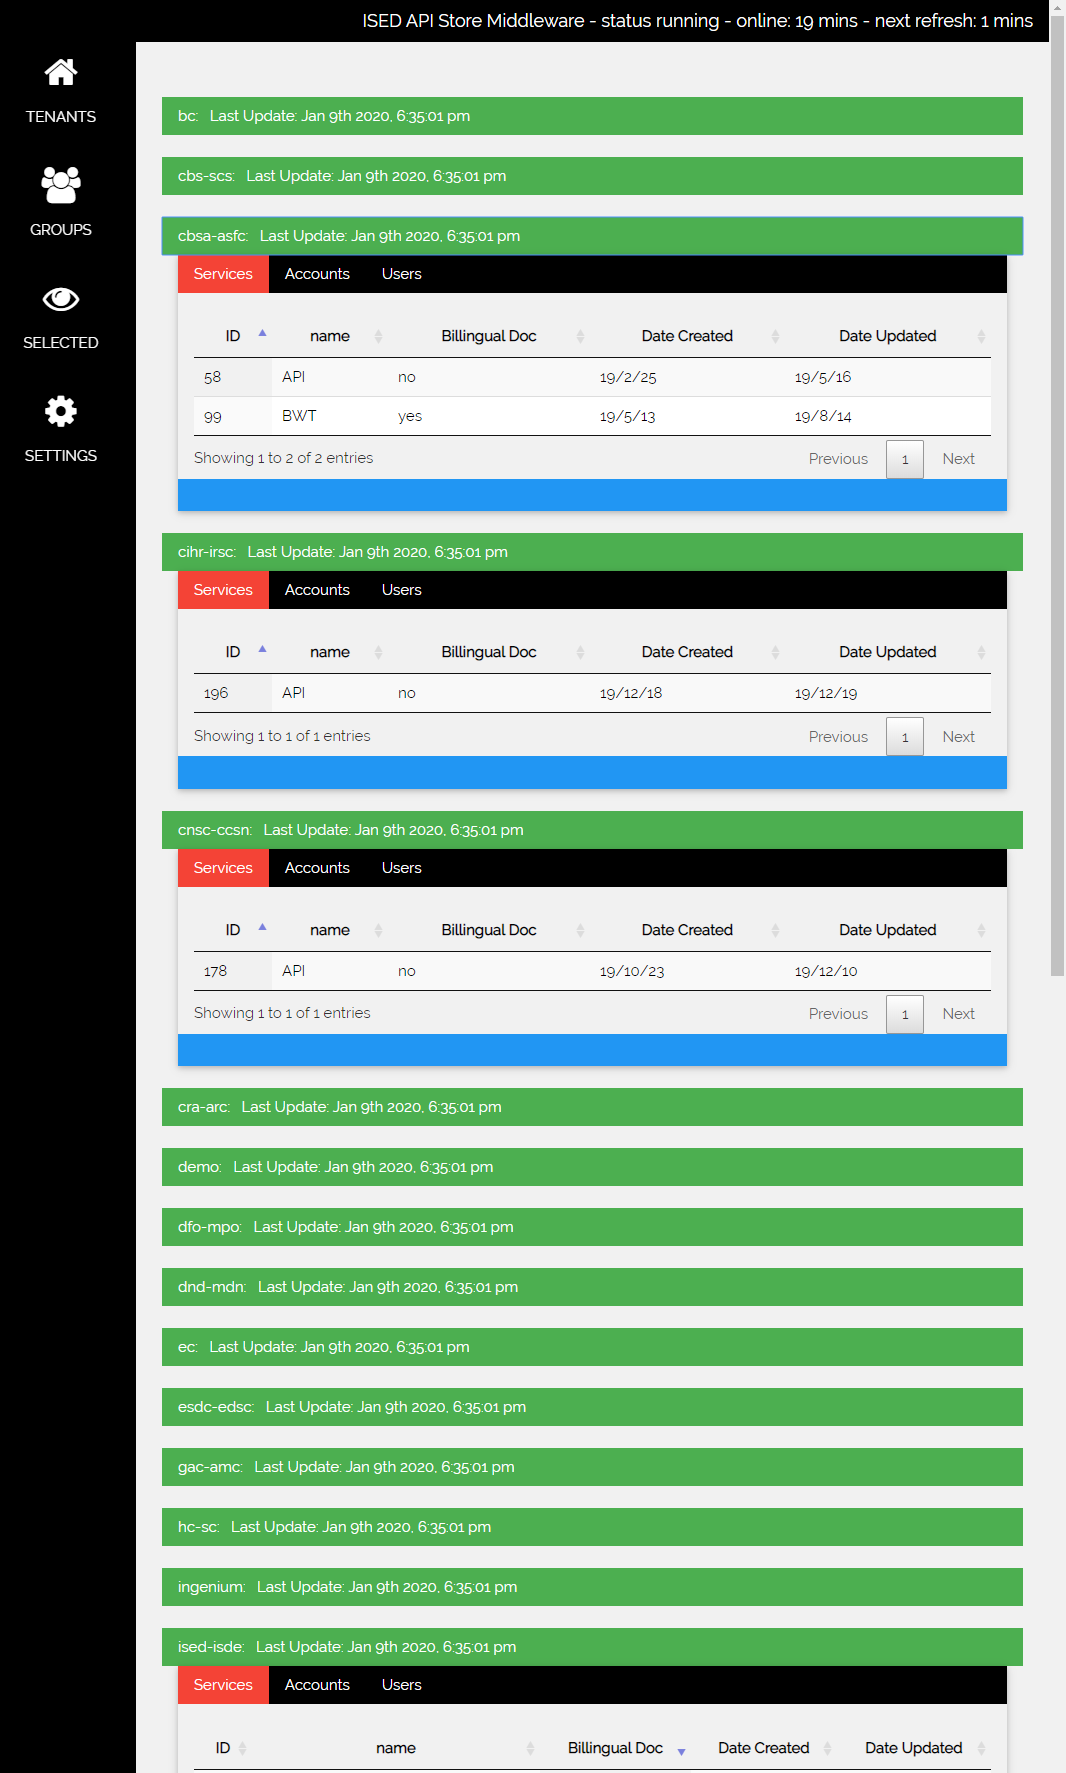 ISED API Store Middleware - status running - online: 19 mins - next refresh: 1 mins
TENANTS
GROUPS
SELECTED
SETTINGS
bc: Last Update: Jan 9th 2020, 6:35:01 pm
cbs-scs: Last Update: Jan 9th 2020, 6:35:01 pm
cbsa-asfc: Last Update: Jan 9th 2020, 6:35:01 pm
Services Accounts Users
ID name Billingual Doc Date Created Date Updated
58 API no 19/2/25 19/5/16
99 BWT yes 19/5/13 19/8/14
Showing 1 to 2 of 2 entries Previous 1 Next
cihr-irsc: Last Update: Jan 9th 2020, 6:35:01 pm
Services Accounts Users
ID name Billingual Doc Date Created Date Updated
196 API no 19/12/18 19/12/19
Showing 1 to 1 of 1 entries Previous 1 Next
cnsc-ccsn: Last Update: Jan 9th 2020, 6:35:01 pm
Services Accounts Users
ID name Billingual Doc Date Created Date Updated
178 API no 19/10/23 19/12/10
Showing 1 to 1 of 1 entries Previous 1 Next
cra-arc: Last Update: Jan 9th 2020, 6:35:01 pm
demo: Last Update: Jan 9th 2020, 6:35:01 pm
dfo-mpo: Last Update: Jan 9th 2020, 6:35:01 pm
dnd-mdn: Last Update: Jan 9th 2020, 6:35:01 pm
ec: Last Update: Jan 9th 2020, 6:35:01 pm
esdc-edsc: Last Update: Jan 9th 2020, 6:35:01 pm
gac-amc: Last Update: Jan 9th 2020, 6:35:01 pm
hc-sc: Last Update: Jan 9th 2020, 6:35:01 pm
ingenium: Last Update: Jan 9th 2020, 6:35:01 pm
ised-isde: Last Update: Jan 9th 2020, 6:35:01 pm
Services Accounts Users
ID name Billingual Doc Date Created Date Updated